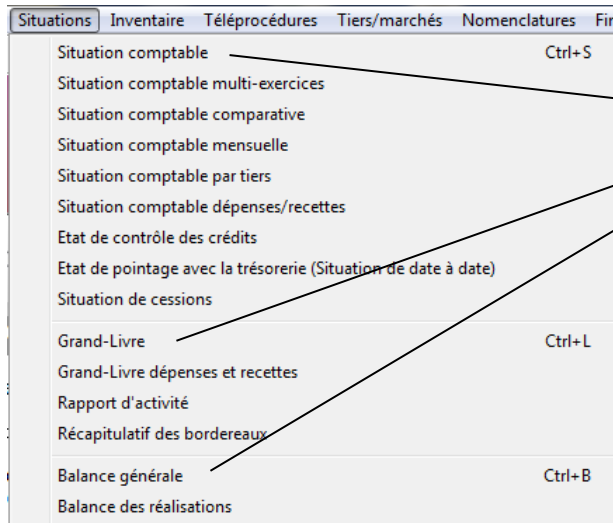 Situations Inventaire Téléprocédures Tiers/marchés Nomenclatures
Situation comptable Ctrl+S
Situation comptable multi-exercices
Situation comptable comparative
Situation comptable mensuelle
Situation comptable par tiers
Situation comptable dépenses/recettes
Etat de contrôle des crédits
Etat de pointage avec la trésorerie (Situation de date à date)
Situation de cessions
Grand-Livre Ctrl+L
Grand-Livre dépenses et recettes
Rapport d'activité
Récapitulatif des bordereaux
Balance générale Ctrl+B
Balance des réalisations